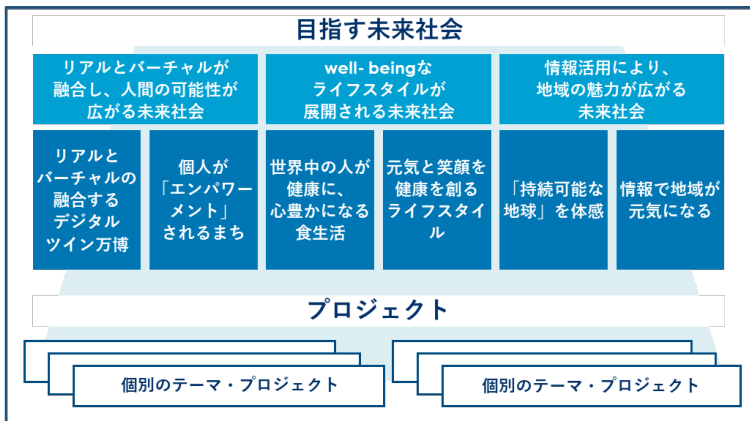 目指す未来社会
リアルとバーチャルが
融合し、人間の可能性が
広がる未来社会
well- beingな
ライフスタイルが
展開される未来社会
情報活用により、
地域の魅力が広がる
未来社会
リアルと
バーチャルの
融合する
デジタル
ツイン万博
個人が
「エンパワー
メント」
されるまち
世界中の人が
健康に、
心豊かになる
食生活
元気と笑顔を
健康を創る
ライフスタイ
ル
「持続可能な
地球」を体感
情報で地域が
元気になる
プロジェクト
個別のテーマ・プロジェクト
個別のテーマ・プロジェクト